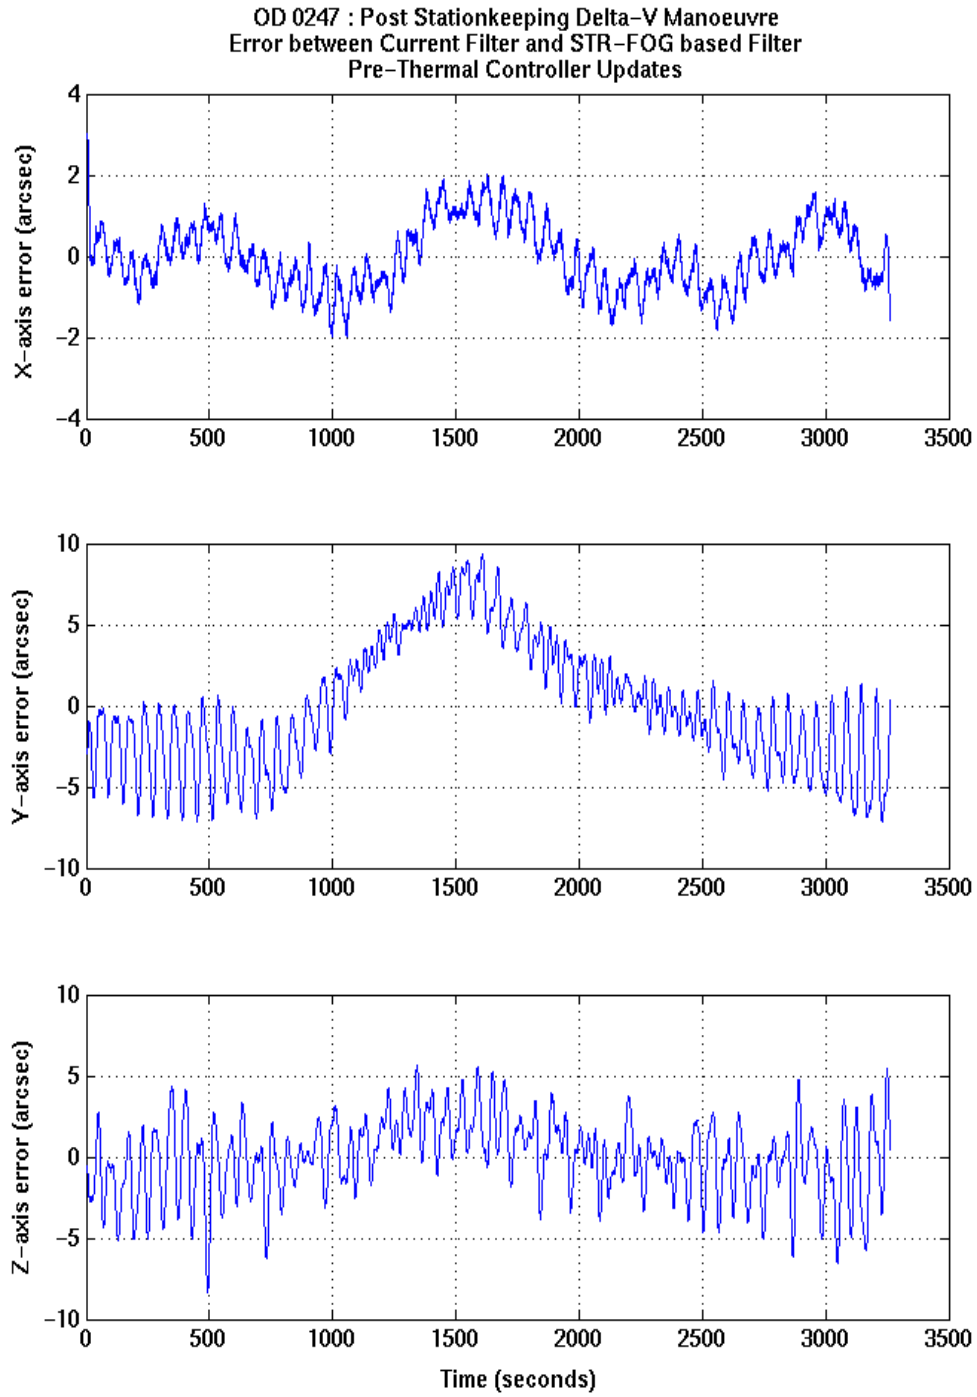 OD 0247 : Post Stationkeeping Delta-V Manoeuvre
Error between Current Filter and STR-FOG based Filter
Pre-Thermal Controller Updates
4
2
0
-2
-4
X-axis error (arcsec)
0 500 1000 1500 2000 2500 3000 3500
10
5
0
-5
-10
Y-axis error (arcsec)
0 500 1000 1500 2000 2500 3000 3500
10
5
0
-5
-10
Z-axis error (arcsec)
0 500 1000 1500 2000 2500 3000 3500
Time (seconds)